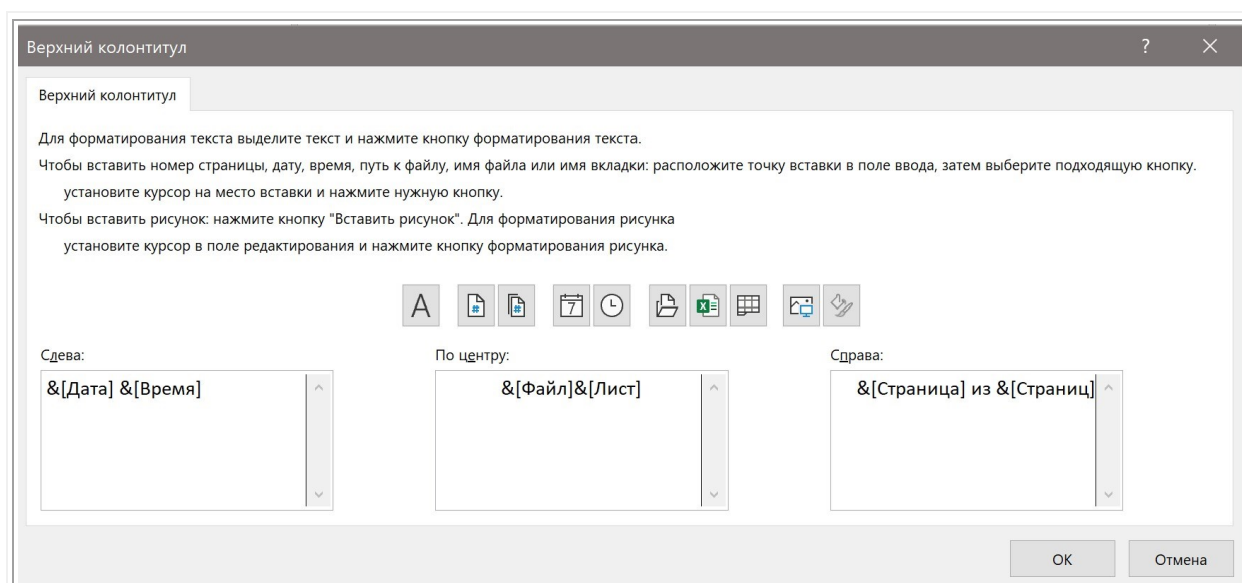 Верхний колонтитул
?
Верхний колонтитул
Для форматирования текста выделите текст и нажмите кнопку форматирования текста.
Чтобы вставить номер страницы, дату, время, путь к файлу, имя файла или имя вкладки: расположите точку вставки в поле ввода, затем выберите подходящую кнопку.
установите курсор на место вставки и нажмите нужную кнопку.
Чтобы вставить рисунок: нажмите кнопку "Вставить рисунок". Для форматирования рисунка
установите курсор в поле редактирования и нажмите кнопку форматирования рисунка.
A # # 7
Слева: По центру: Справа:
&[Дата] &[Время] &[Файл]&[Лист] &[Страница] из &[Страниц]
ОК Отмена